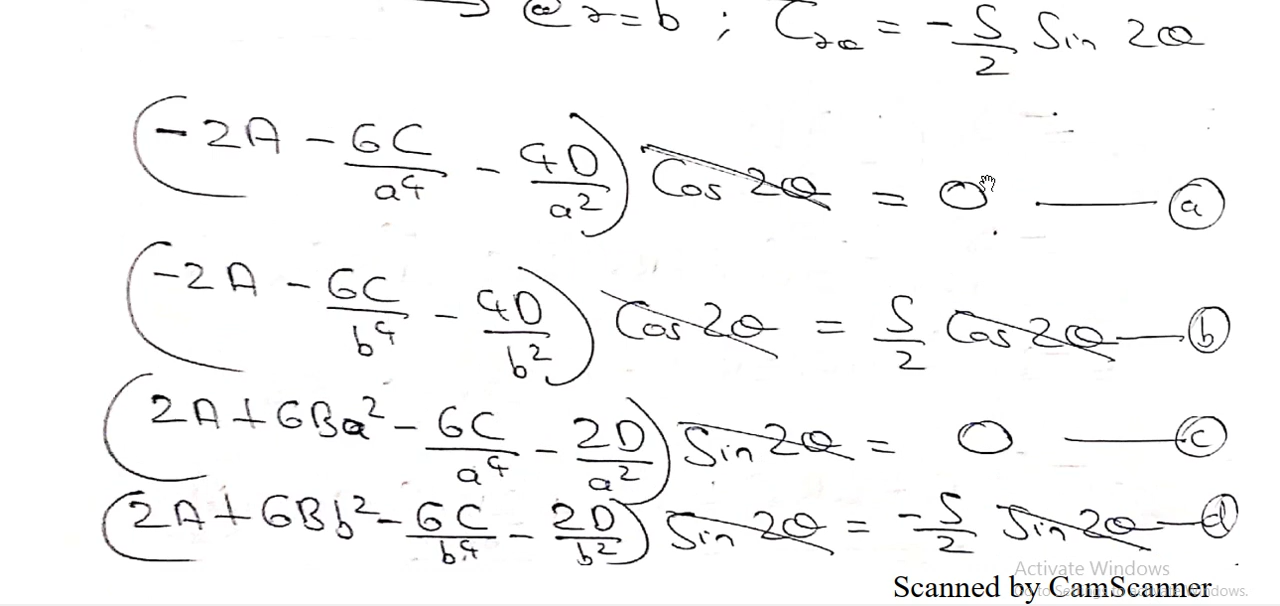 → @ r=b ; τrθ = -S/2 Sin 2θ
(-2A - 6C/a⁴ - 4D/a²) Cos 2θ = 0 — (a)
(-2A - 6C/b⁴ - 4D/b²) Cos 2θ = S/2 Cos 2θ — (b)
(2A + 6Ba² - 6C/a⁴ - 2D/a²) Sin 2θ = 0 — (c)
(2A + 6Bb² - 6C/b⁴ - 2D/b²) Sin 2θ = -S/2 Sin 2θ — (d)
Activate Windows
Scanned by CamScanner